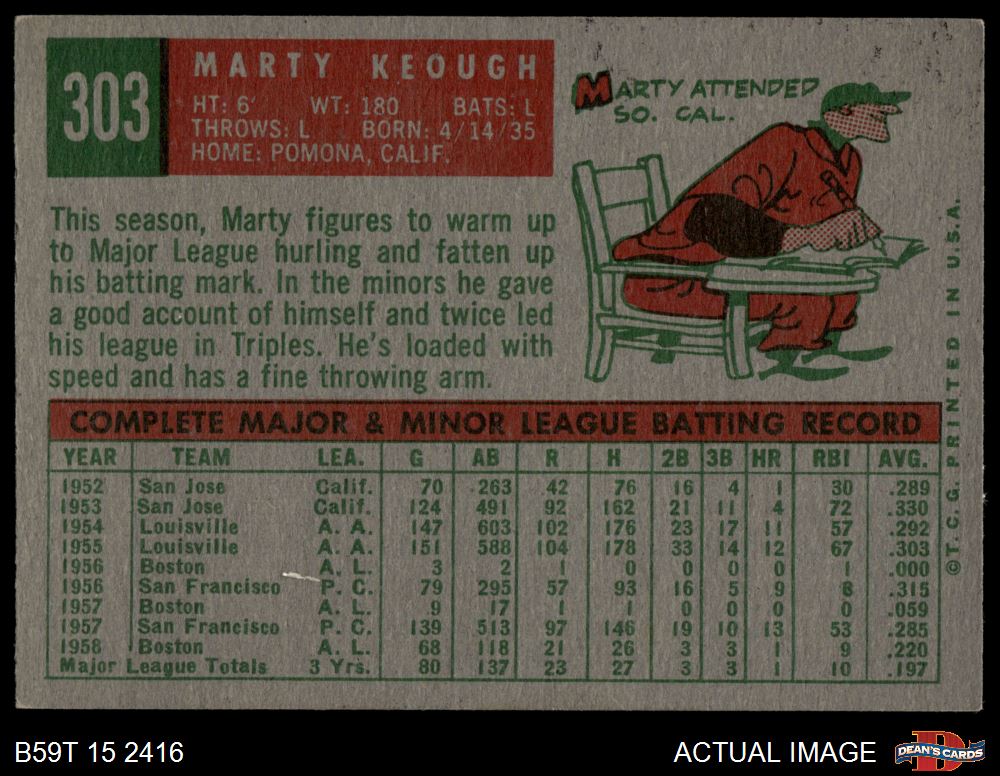 303
MARTY KEOUGH
HT: 6' WT: 180 BATS: L
THROWS: L BORN: 4/14/35
HOME: POMONA, CALIF.
MARTY ATTENDED
SO. CAL.
This season, Marty figures to warm up
to Major League hurling and fatten up
his batting mark. In the minors he gave
a good account of himself and twice led
his league in Triples. He's loaded with
speed and has a fine throwing arm.
COMPLETE MAJOR & MINOR LEAGUE BATTING RECORD
YEAR TEAM LEA. G AB R H 2B 3B HR RBI AVG.
1952 San Jose Calif. 70 263 42 76 16 4 1 30 .289
1953 San Jose Calif. 124 491 92 162 21 11 4 72 .330
1954 Louisville A. A. 147 603 102 176 23 17 11 57 .292
1955 Louisville A. A. 151 588 104 178 33 14 12 67 .303
1956 Boston A. L. 3 2 1 0 0 0 0 1 .000
1956 San Francisco P. C. 79 295 57 93 16 5 9 .315
1957 Boston A. L. 9 17 1 1 0 0 0 0 .059
1957 San Francisco P. C. 139 513 97 146 19 10 13 53 .285
1958 Boston A. L. 68 118 21 26 3 3 1 9 .220
Major League Totals 3 Yrs. 80 137 23 27 3 3 1 10 .197
©T. C. G. PRINTED IN U.S.A.
B59T 15 2416
ACTUAL IMAGE
D
DEAN'S CARDS